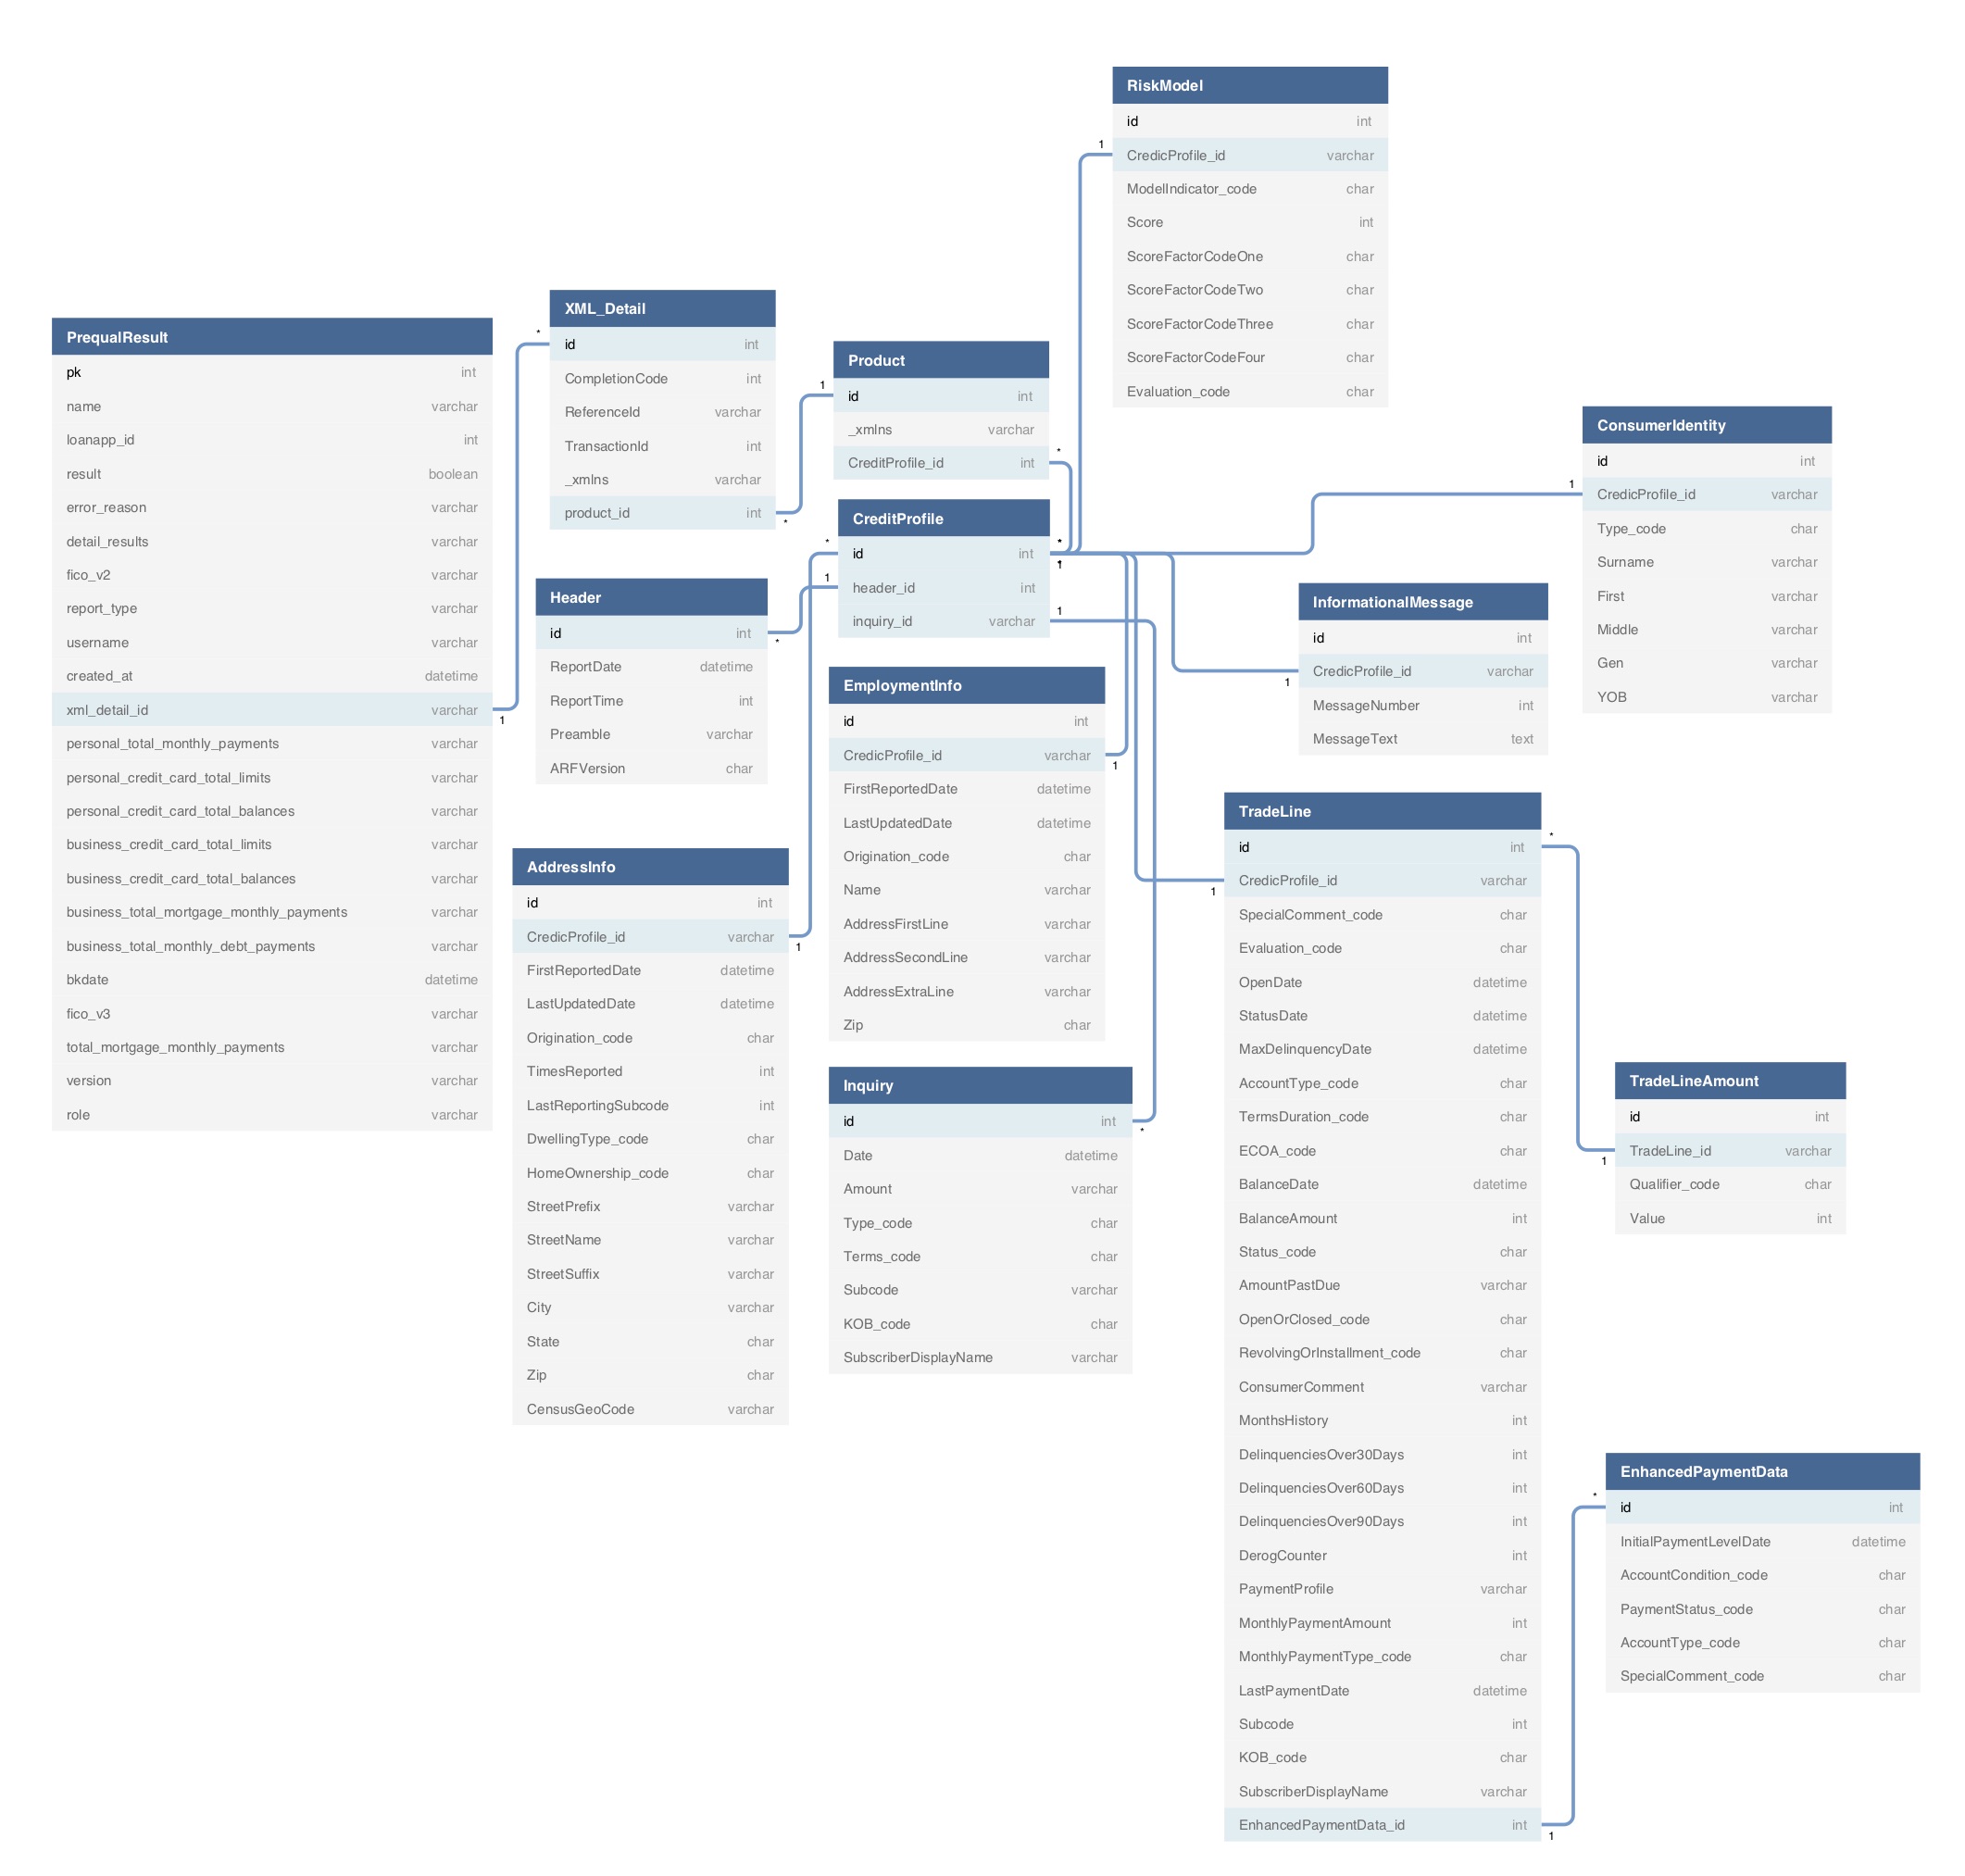 PrequalResult
pk int
name varchar
loanapp_id int
result boolean
error_reason varchar
detail_results varchar
fico_v2 varchar
report_type varchar
username varchar
created_at datetime
xml_detail_id varchar
1
personal_total_monthly_payments varchar
personal_credit_card_total_limits varchar
personal_credit_card_total_balances varchar
business_credit_card_total_limits varchar
business_credit_card_total_balances varchar
business_total_mortgage_monthly_payments varchar
business_total_monthly_debt_payments varchar
bkdate datetime
fico_v3 varchar
total_mortgage_monthly_payments varchar
version varchar
role varchar
XML_Detail
*
id int
CompletionCode int
ReferenceId varchar
TransactionId int
_xmlns varchar
product_id int
*
Header
id int
*
ReportDate datetime
ReportTime int
Preamble varchar
ARFVersion char
AddressInfo
id int
CredicProfile_id varchar
1
FirstReportedDate datetime
LastUpdatedDate datetime
Origination_code char
TimesReported int
LastReportingSubcode int
DwellingType_code char
HomeOwnership_code char
StreetPrefix varchar
StreetName varchar
StreetSuffix varchar
City varchar
State char
Zip char
CensusGeoCode varchar
Product
1
id int
_xmlns varchar
*
CreditProfile_id int
CreditProfile
* *
id int
1 1
header_id int
1
inquiry_id varchar
EmploymentInfo
id int
CredicProfile_id varchar
1
FirstReportedDate datetime
LastUpdatedDate datetime
Origination_code char
Name varchar
AddressFirstLine varchar
AddressSecondLine varchar
AddressExtraLine varchar
Zip char
Inquiry
id int
*
Date datetime
Amount varchar
Type_code char
Terms_code char
Subcode varchar
KOB_code char
SubscriberDisplayName varchar
RiskModel
id int
1
CredicProfile_id varchar
ModelIndicator_code char
Score int
ScoreFactorCodeOne char
ScoreFactorCodeTwo char
ScoreFactorCodeThree char
ScoreFactorCodeFour char
Evaluation_code char
ConsumerIdentity
id int
1
CredicProfile_id varchar
Type_code char
Surname varchar
First varchar
Middle varchar
Gen varchar
YOB varchar
InformationalMessage
id int
CredicProfile_id varchar
1
MessageNumber int
MessageText text
TradeLine
*
id int
CredicProfile_id varchar
1
SpecialComment_code char
Evaluation_code char
OpenDate datetime
StatusDate datetime
MaxDelinquencyDate datetime
AccountType_code char
TermsDuration_code char
ECOA_code char
BalanceDate datetime
BalanceAmount int
Status_code char
AmountPastDue varchar
OpenOrClosed_code char
RevolvingOrInstallment_code char
ConsumerComment varchar
MonthsHistory int
DelinquenciesOver30Days int
DelinquenciesOver60Days int
DelinquenciesOver90Days int
DerogCounter int
PaymentProfile varchar
MonthlyPaymentAmount int
MonthlyPaymentType_code char
LastPaymentDate datetime
Subcode int
KOB_code char
SubscriberDisplayName varchar
EnhancedPaymentData_id int
1
TradeLineAmount
id int
TradeLine_id varchar
1
Qualifier_code char
Value int
EnhancedPaymentData
*
id int
InitialPaymentLevelDate datetime
AccountCondition_code char
PaymentStatus_code char
AccountType_code char
SpecialComment_code char